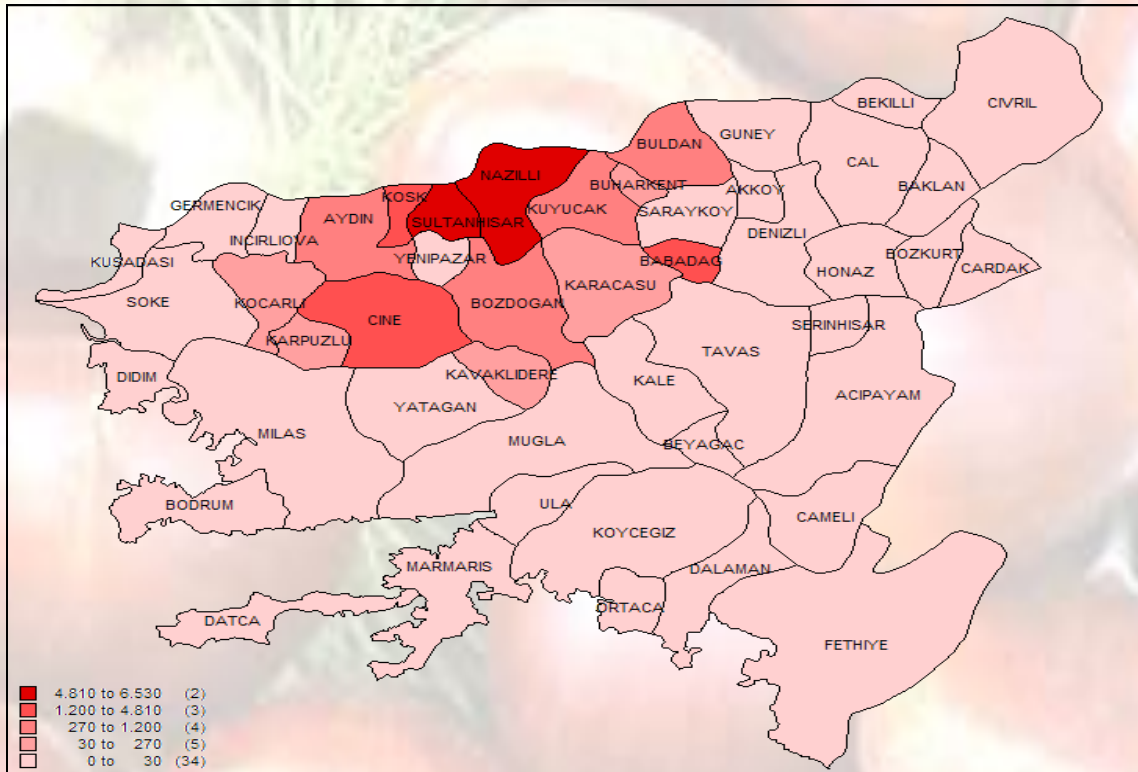 BEKILLI
CIVRIL
GUNEY
BULDAN
CAL
NAZILLI
BUHARKENT
AKKOY
BAKLAN
KOSK
GERMENCIK
SARAYKOY
KUYUCAK
AYDIN
SULTANHISAR
DENIZLI
INCIRLIOVA
YENIPAZAR
BOZKURT
KUSADASI
BABADAG
CARDAK
HONAZ
KARACASU
SOKE
KOCARLI
BOZDOGAN
CINE
SERINHISAR
KARPUZLU
TAVAS
KAVAKLIDERE
DIDIM
KALE
ACIPAYAM
YATAGAN
MILAS
MUGLA
BEYAGAC
BODRUM
ULA
CAMELI
KOYCEGIZ
MARMARIS
DALAMAN
ORTACA
DATCA
FETHIYE
4.810 to 6.530 (2)
1.200 to 4.810 (3)
270 to 1.200 (4)
30 to 270 (5)
0 to 30 (34)